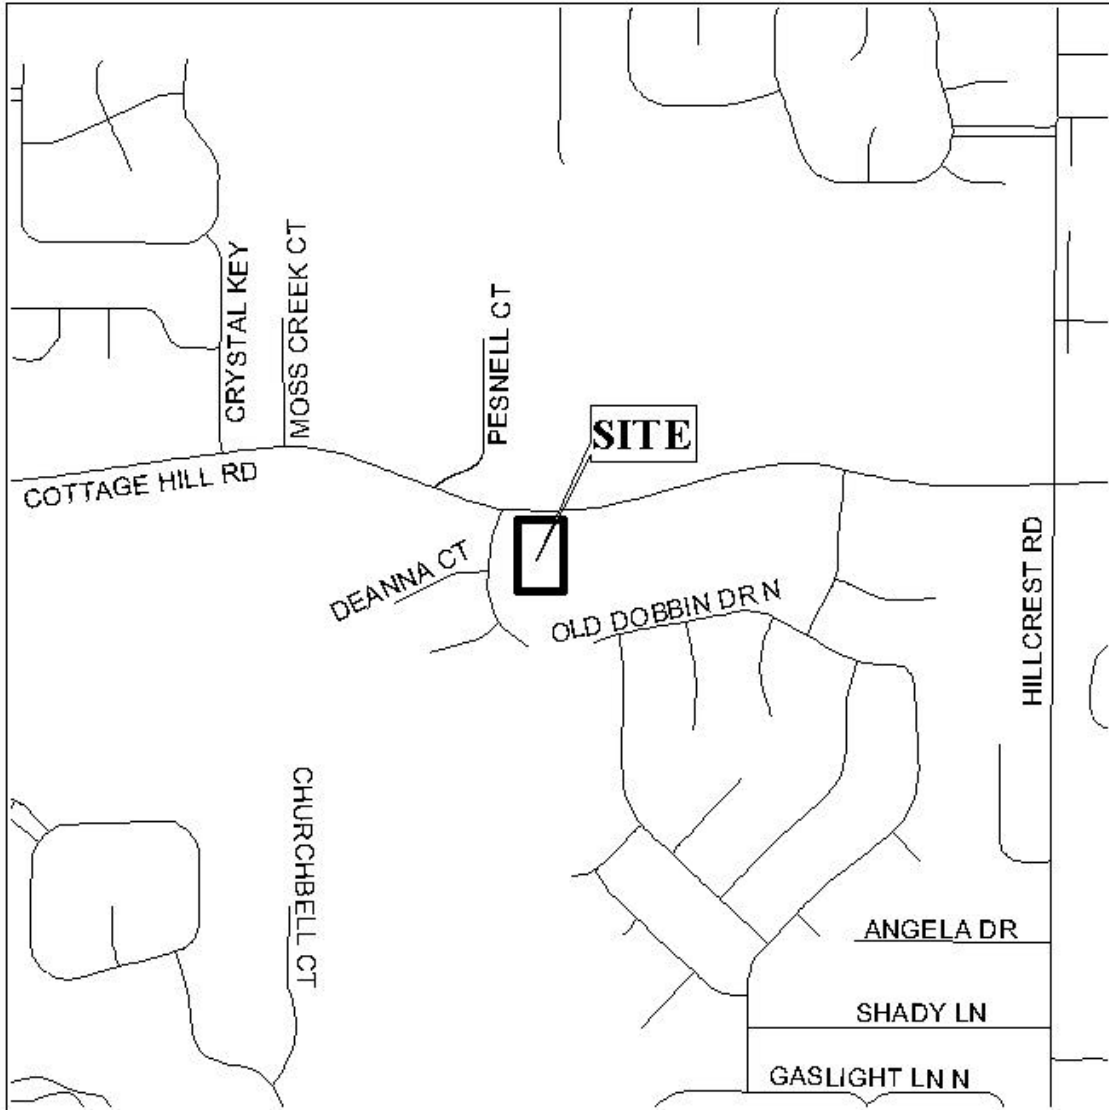 CRYSTAL KEY
MOSS CREEK CT
PESNELL CT
SITE
COTTAGE HILL RD
DEANNA CT
OLD DOBBIN DR N
HILLCREST RD
CHURCHBELL CT
ANGELA DR
SHADY LN
GASLIGHT LN N